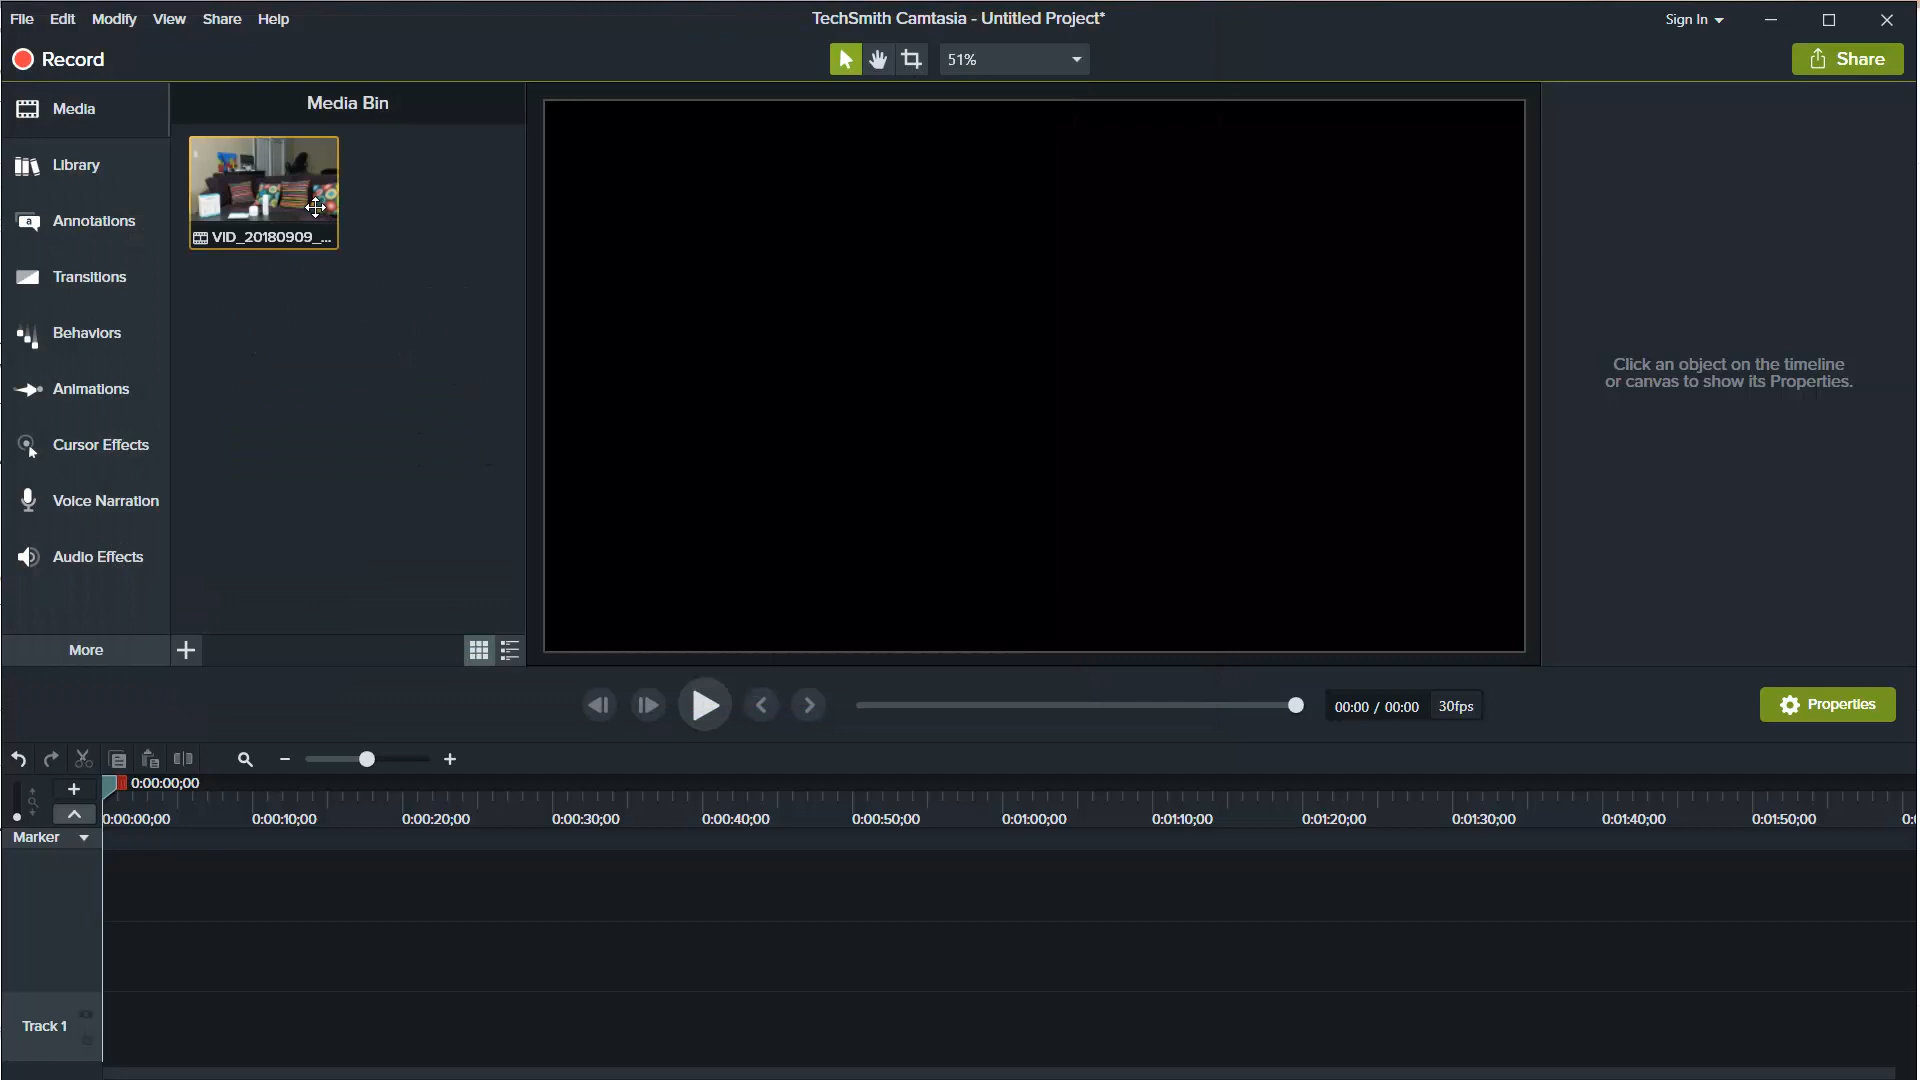 File Edit Modify View Share Help
TechSmith Camtasia - Untitled Project*
Sign In
Record
51%
Share
Media
Library
Annotations
Transitions
Behaviors
Animations
Cursor Effects
Voice Narration
Audio Effects
More
Media Bin
VID_20180909_...
Click an object on the timeline
or canvas to show its Properties.
00:00 / 00:00
30fps
Properties
0:00:00;00
0:00:00;00 0:00:10;00 0:00:20;00 0:00:30;00 0:00:40;00 0:00:50;00 0:01:00;00 0:01:10;00 0:01:20;00 0:01:30;00 0:01:40;00 0:01:50;00 0:
Marker
Track 1